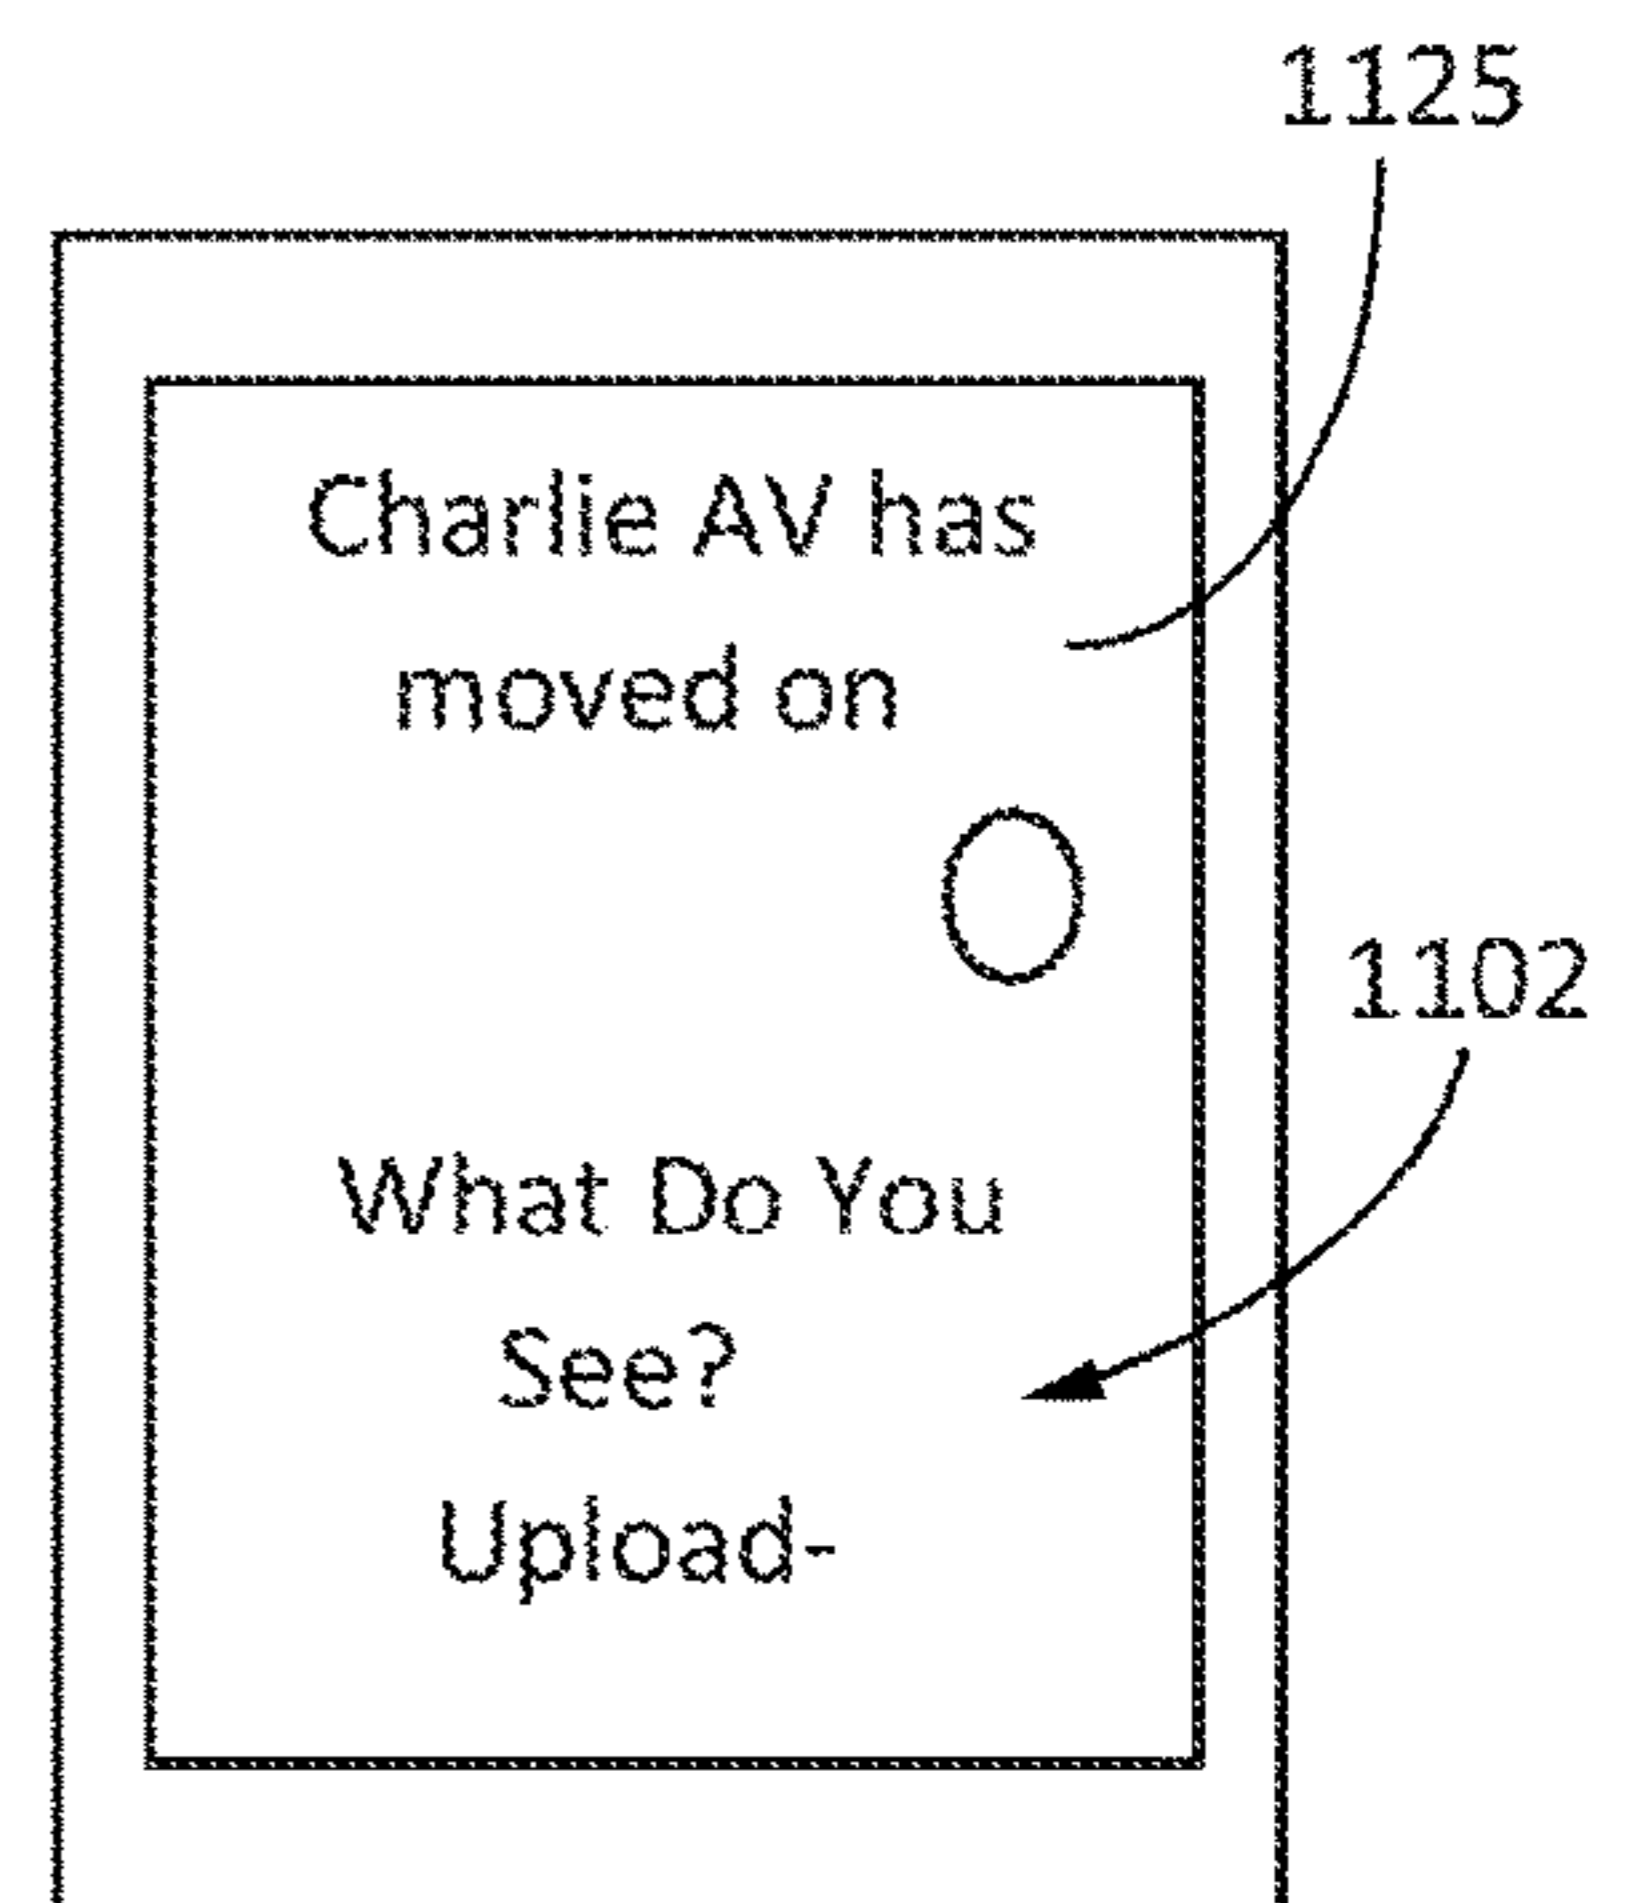 1125
Charlie AV has
moved on
1102
What Do You
See?
Upload-